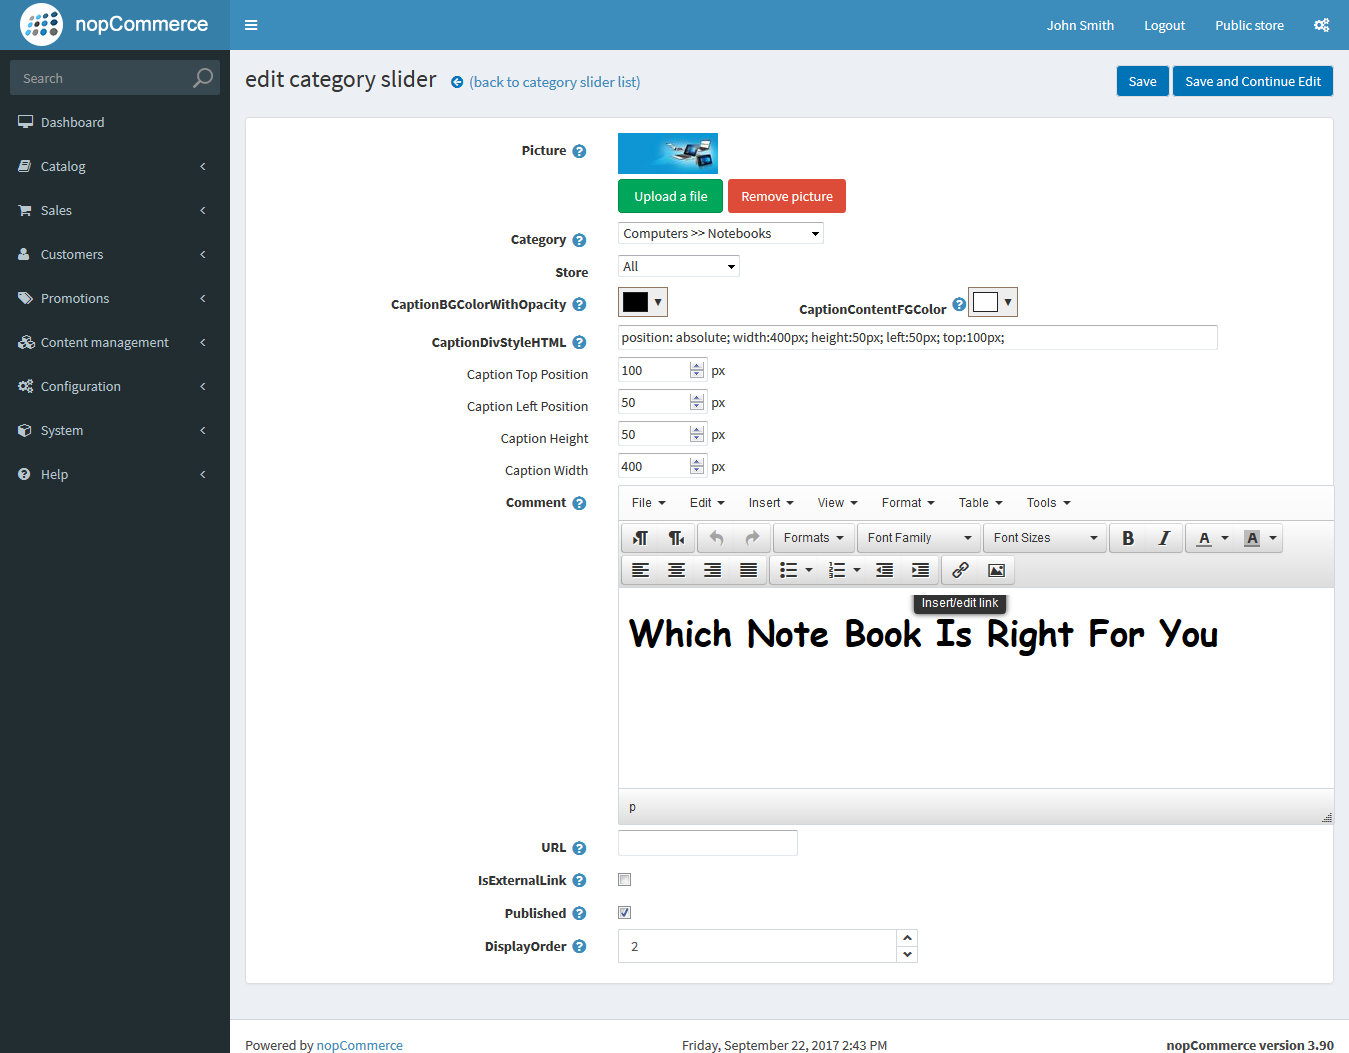 nopCommerce
John Smith Logout Public store
Search
edit category slider (back to category slider list)
Save Save and Continue Edit
Dashboard
Catalog
Sales
Customers
Promotions
Content management
Configuration
System
Help
Picture ?
Upload a file Remove picture
Category ? Computers >> Notebooks
Store All
CaptionBGColorWithOpacity ? CaptionContentFGColor ?
CaptionDivStyleHTML ? position: absolute; width:400px; height:50px; left:50px; top:100px;
Caption Top Position 100 px
Caption Left Position 50 px
Caption Height 50 px
Caption Width 400 px
Comment ? File Edit Insert View Format Table Tools
Formats Font Family Font Sizes B I A A
Insert/edit link
Which Note Book Is Right For You
p
URL ?
IsExternalLink ?
Published ?
DisplayOrder ? 2
Powered by nopCommerce Friday, September 22, 2017 2:43 PM nopCommerce version 3.90